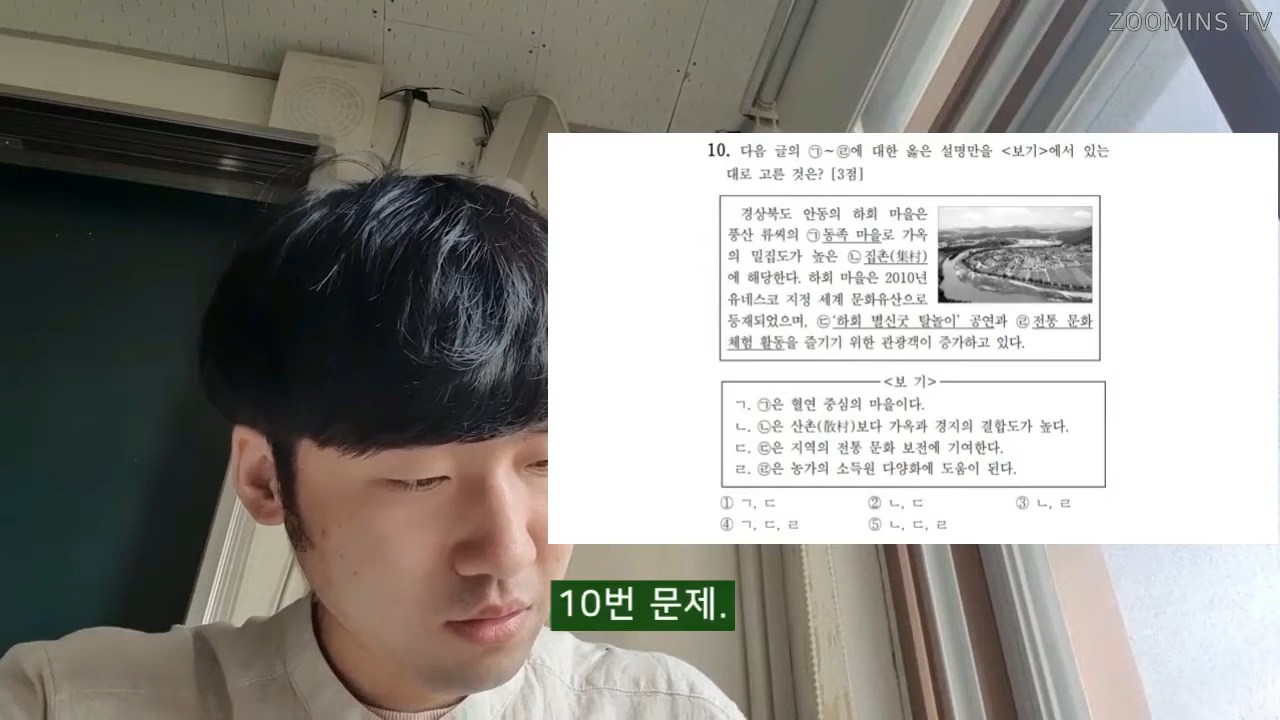 ZOOMINS TV
10. 다음 글의 ㉠~㉣에 대한 옳은 설명만을 <보기>에서 있는
대로 고른 것은? [3점]
경상북도 안동의 하회 마을은
풍산 류씨의 ㉠동족 마을로 가옥
의 밀집도가 높은 ㉡집촌(集村)
에 해당한다. 하회 마을은 2010년
유네스코 지정 세계 문화유산으로
등재되었으며, ㉢'하회 별신굿 탈놀이' 공연과 ㉣전통 문화
체험 활동을 즐기기 위한 관광객이 증가하고 있다.
<보 기>
ㄱ. ㉠은 혈연 중심의 마을이다.
ㄴ. ㉡은 산촌(散村)보다 가옥과 경지의 결합도가 높다.
ㄷ. ㉢은 지역의 전통 문화 보전에 기여한다.
ㄹ. ㉣은 농가의 소득원 다양화에 도움이 된다.
① ㄱ, ㄷ ② ㄴ, ㄷ ③ ㄴ, ㄹ
④ ㄱ, ㄷ, ㄹ ⑤ ㄴ, ㄷ, ㄹ
10번 문제.